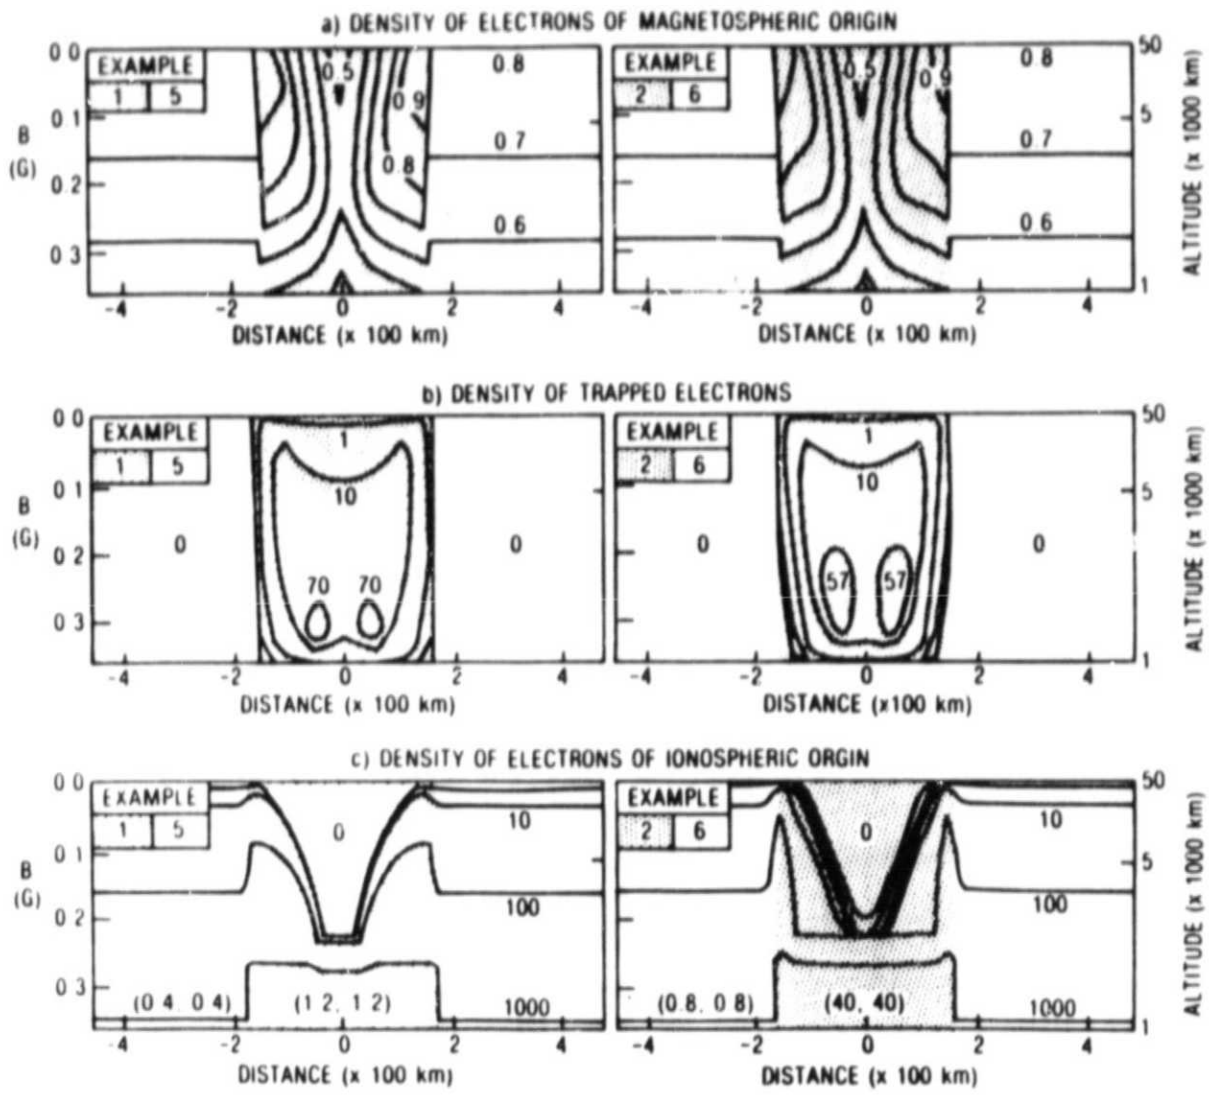 a) DENSITY OF ELECTRONS OF MAGNETOSPHERIC ORIGIN
EXAMPLE
1 5
B
(G)
0 0
0 1
0 2
0 3
0.5
0.9
0.8
0.8
0.7
0.6
-4 -2 0 2 4
DISTANCE (x 100 km)
EXAMPLE
2 6
0.5
0.9
0.8
0.7
0.6
50
5
1
ALTITUDE (x 1000 km)
-4 -2 0 2 4
DISTANCE (x 100 km)
b) DENSITY OF TRAPPED ELECTRONS
EXAMPLE
1 5
B
(G)
0 0
0 1
0 2
0 3
1
10
0
0
70 70
-4 -2 0 2 4
DISTANCE (x 100 km)
EXAMPLE
2 6
1
10
0
0
57 57
50
5
1
ALTITUDE (x 1000 km)
-4 -2 0 2 4
DISTANCE (x100 km)
c) DENSITY OF ELECTRONS OF IONOSPHERIC ORGIN
EXAMPLE
1 5
B
(G)
0 0
0 1
0 2
0 3
0
10
100
(0 4. 0 4) (1 2, 1 2) 1000
-4 -2 0 2 4
DISTANCE (x 100 km)
EXAMPLE
2 6
0
10
100
(0.8, 0.8) (40, 40) 1000
50
5
1
ALTITUDE (x 1000 km)
-4 -2 0 2 4
DISTANCE (x 100 km)